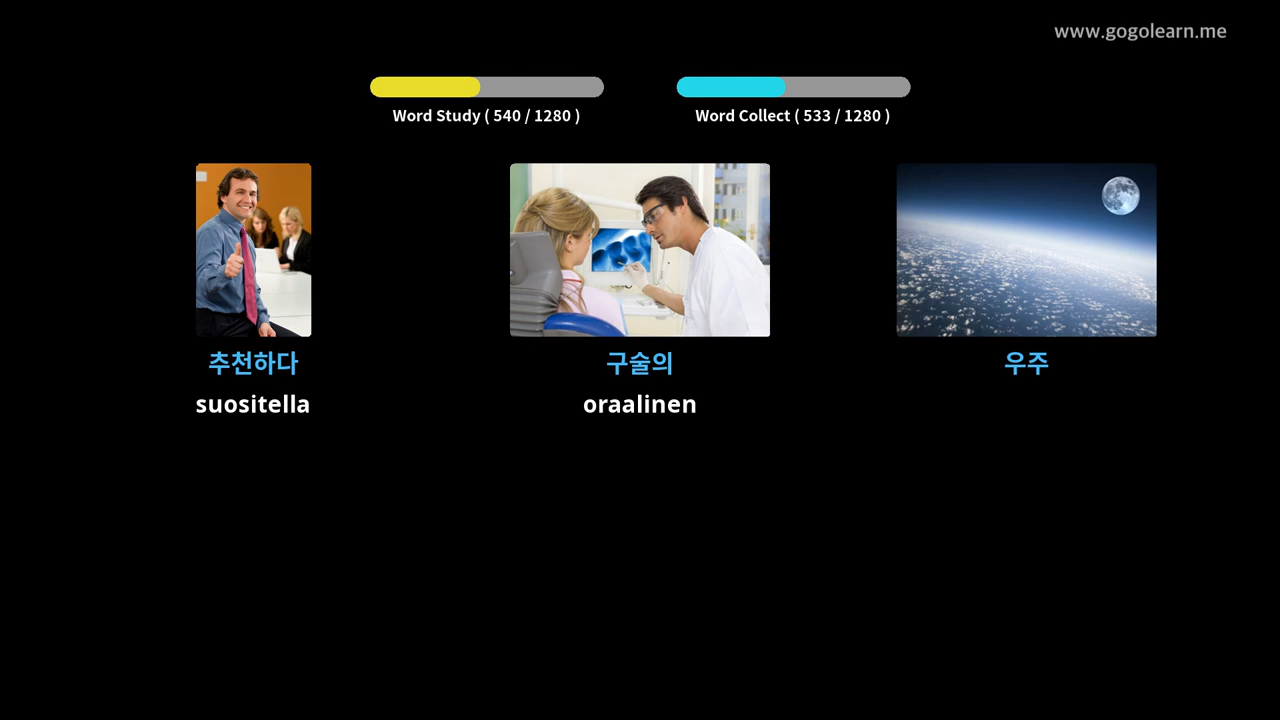 www.gogolearn.me
Word Study ( 540 / 1280 )
Word Collect ( 533 / 1280 )
추천하다
구술의
우주
suositella
oraalinen